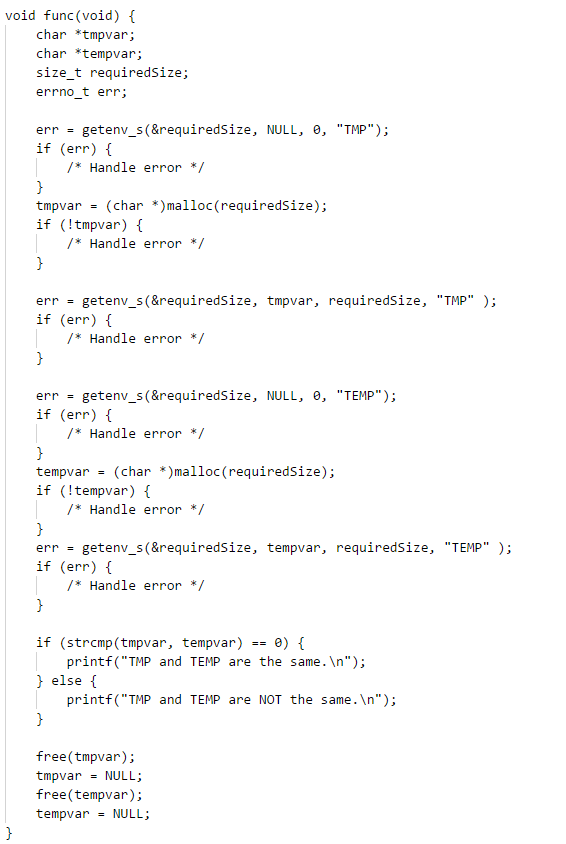 void func(void) {
    char *tmpvar;
    char *tempvar;
    size_t requiredSize;
    errno_t err;

    err = getenv_s(&requiredSize, NULL, 0, "TMP");
    if (err) {
        /* Handle error */
    }
    tmpvar = (char *)malloc(requiredSize);
    if (!tmpvar) {
        /* Handle error */
    }

    err = getenv_s(&requiredSize, tmpvar, requiredSize, "TMP" );
    if (err) {
        /* Handle error */
    }

    err = getenv_s(&requiredSize, NULL, 0, "TEMP");
    if (err) {
        /* Handle error */
    }
    tempvar = (char *)malloc(requiredSize);
    if (!tempvar) {
        /* Handle error */
    }
    err = getenv_s(&requiredSize, tempvar, requiredSize, "TEMP" );
    if (err) {
        /* Handle error */
    }

    if (strcmp(tmpvar, tempvar) == 0) {
        printf("TMP and TEMP are the same.\n");
    } else {
        printf("TMP and TEMP are NOT the same.\n");
    }

    free(tmpvar);
    tmpvar = NULL;
    free(tempvar);
    tempvar = NULL;
}